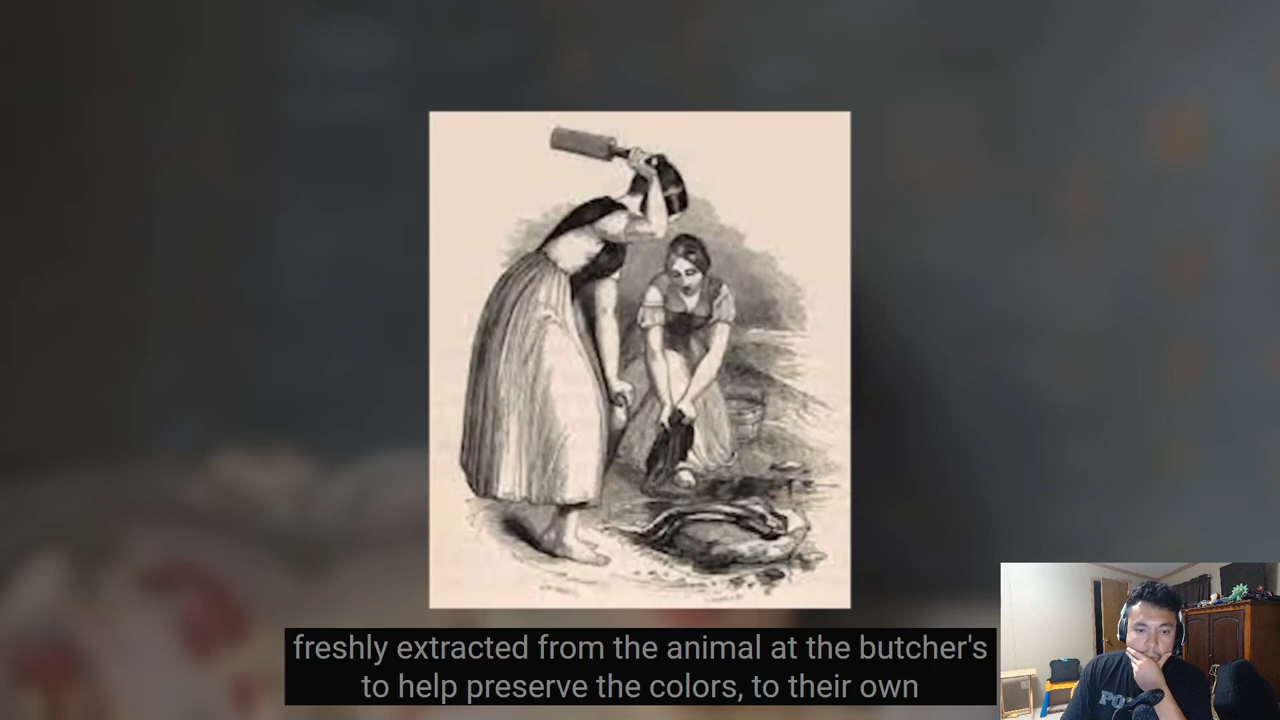 freshly extracted from the animal at the butcher's
to help preserve the colors, to their own